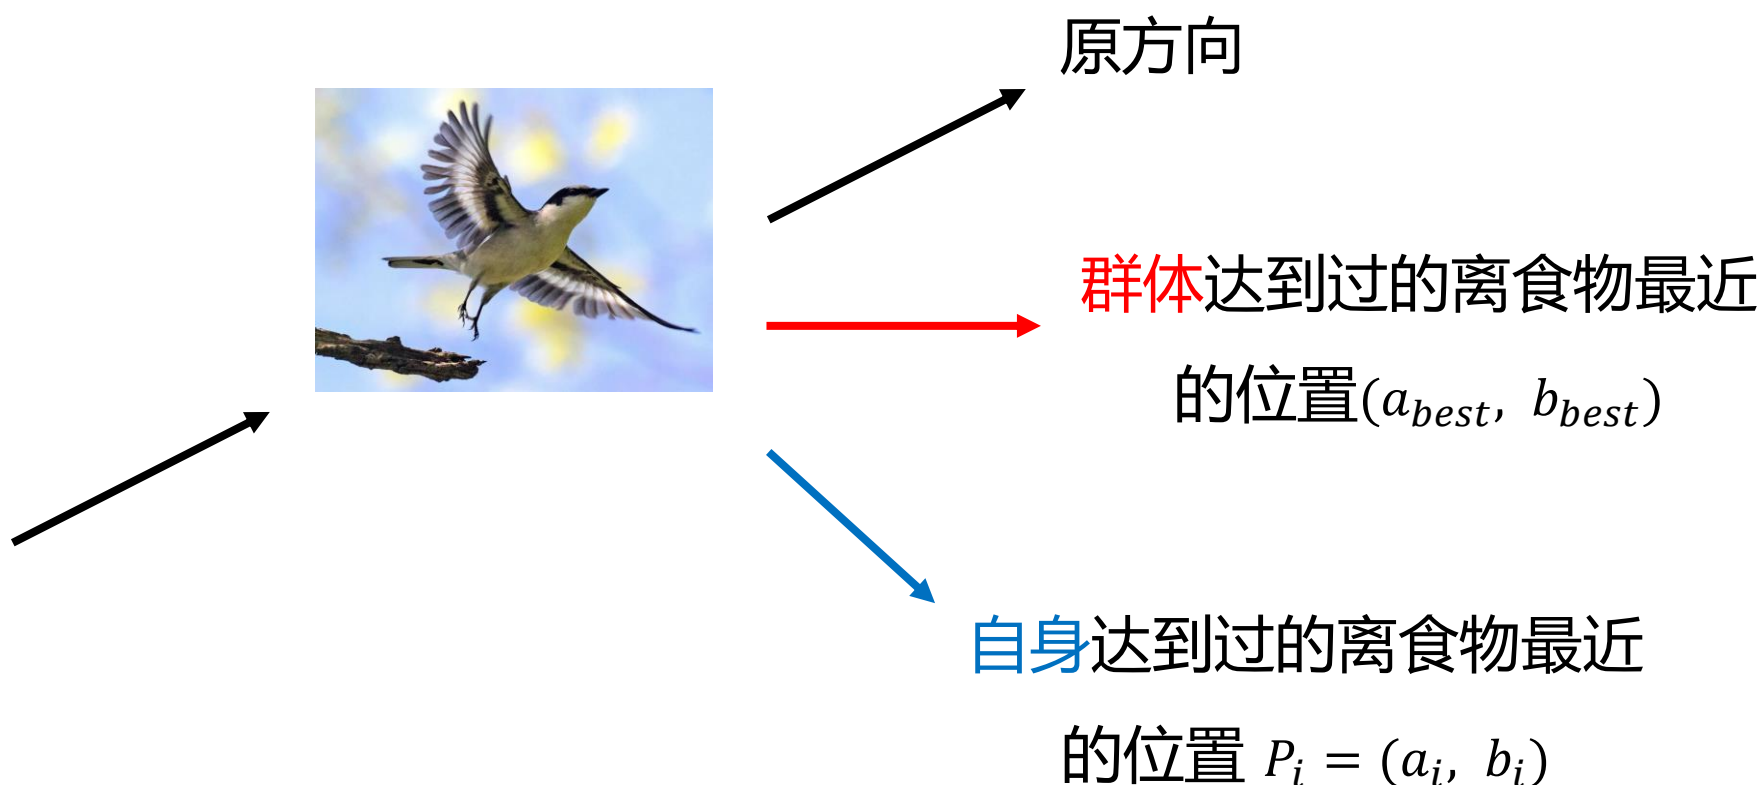 原方向
群体达到过的离食物最近
的位置(a_best, b_best)
自身达到过的离食物最近
的位置 P_i = (a_i, b_i)